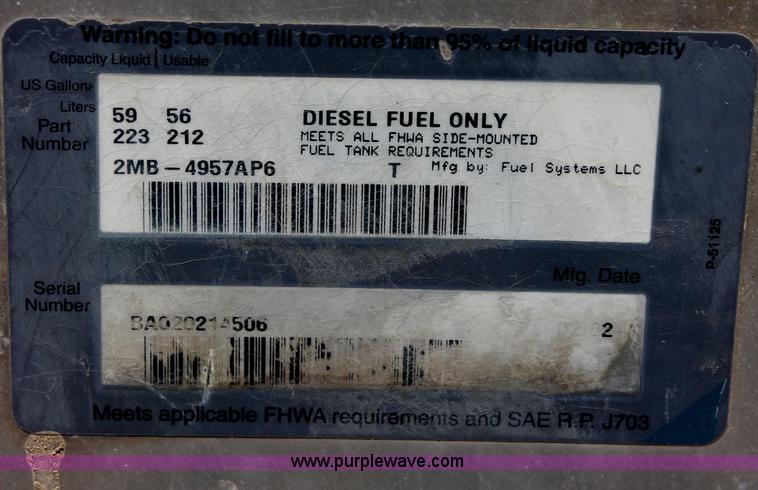 Warning: Do not fill to more than 95% of liquid capacity
Capacity Liquid | Usable
US Gallons 59 56
Liters 223 212
DIESEL FUEL ONLY
MEETS ALL FHWA SIDE-MOUNTED
FUEL TANK REQUIREMENTS
Part
Number 2MB-4957AP6
T Mfg by: Fuel Systems LLC
P-51125
Mfg. Date
Serial
Number
2
Meets applicable FHWA requirements and SAE R.P. J703
www.purplewave.com